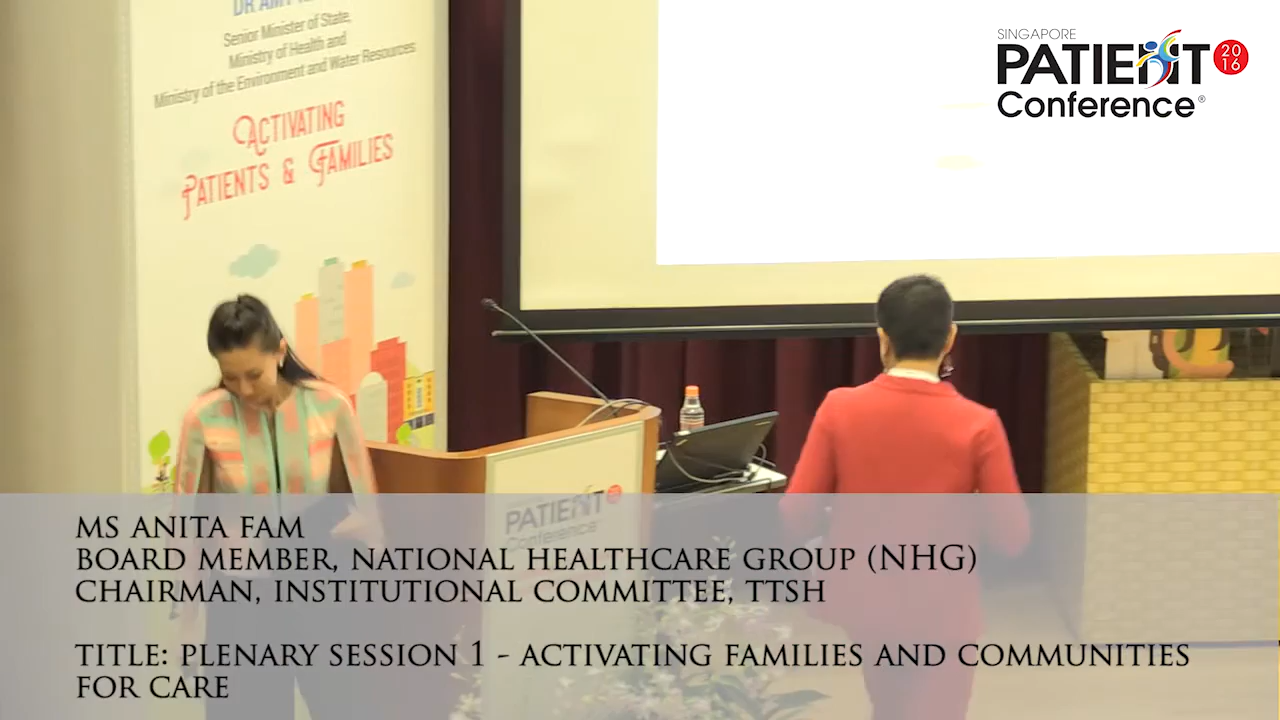 Senior Minister of State,
Ministry of Health and
Ministry of the Environment and Water Resources
ACTIVATING
PATIENTS & FAMILIES
SINGAPORE
PATIENT 2016
Conference®
PATIENT
Conference
MS ANITA FAM
BOARD MEMBER, NATIONAL HEALTHCARE GROUP (NHG)
CHAIRMAN, INSTITUTIONAL COMMITTEE, TTSH
TITLE: PLENARY SESSION 1 - ACTIVATING FAMILIES AND COMMUNITIES
FOR CARE